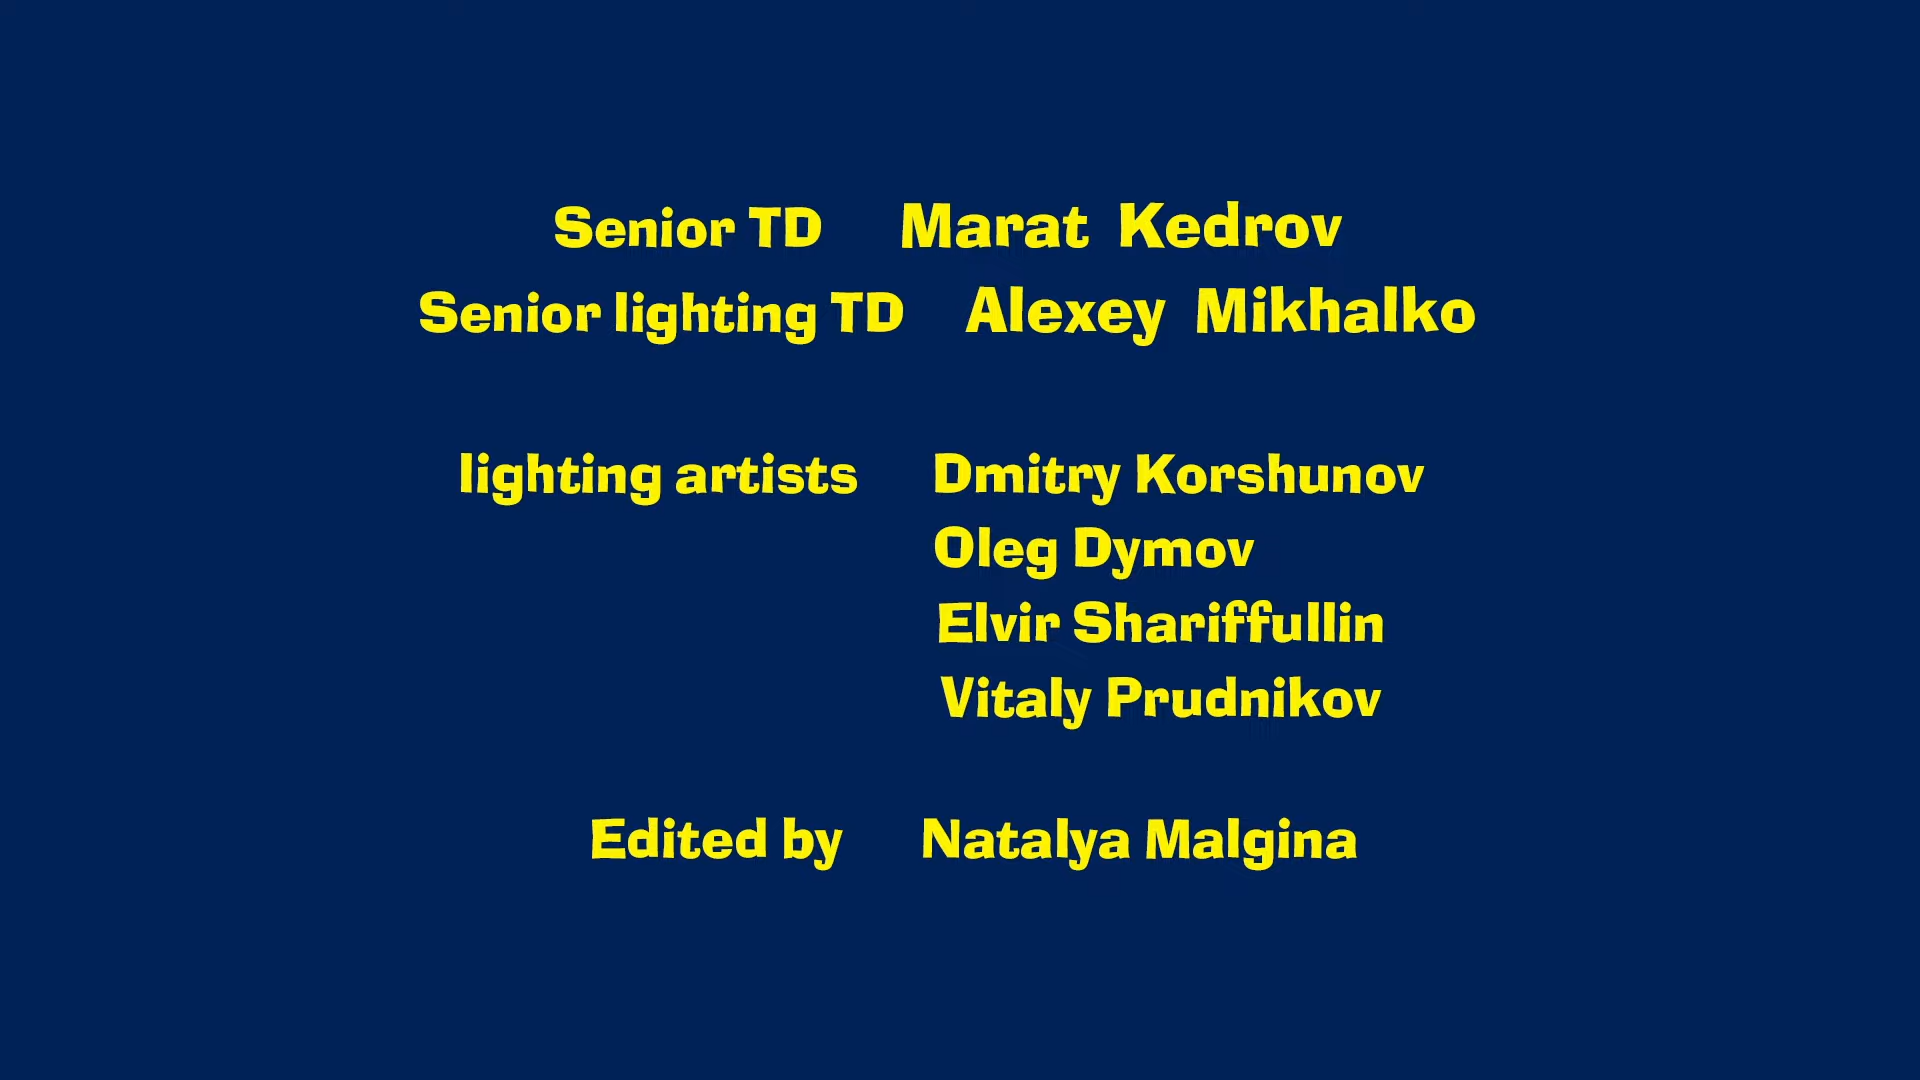 Senior TD Marat Kedrov
Senior lighting TD Alexey Mikhalko
lighting artists Dmitry Korshunov
Oleg Dymov
Elvir Shariffullin
Vitaly Prudnikov
Edited by Natalya Malgina